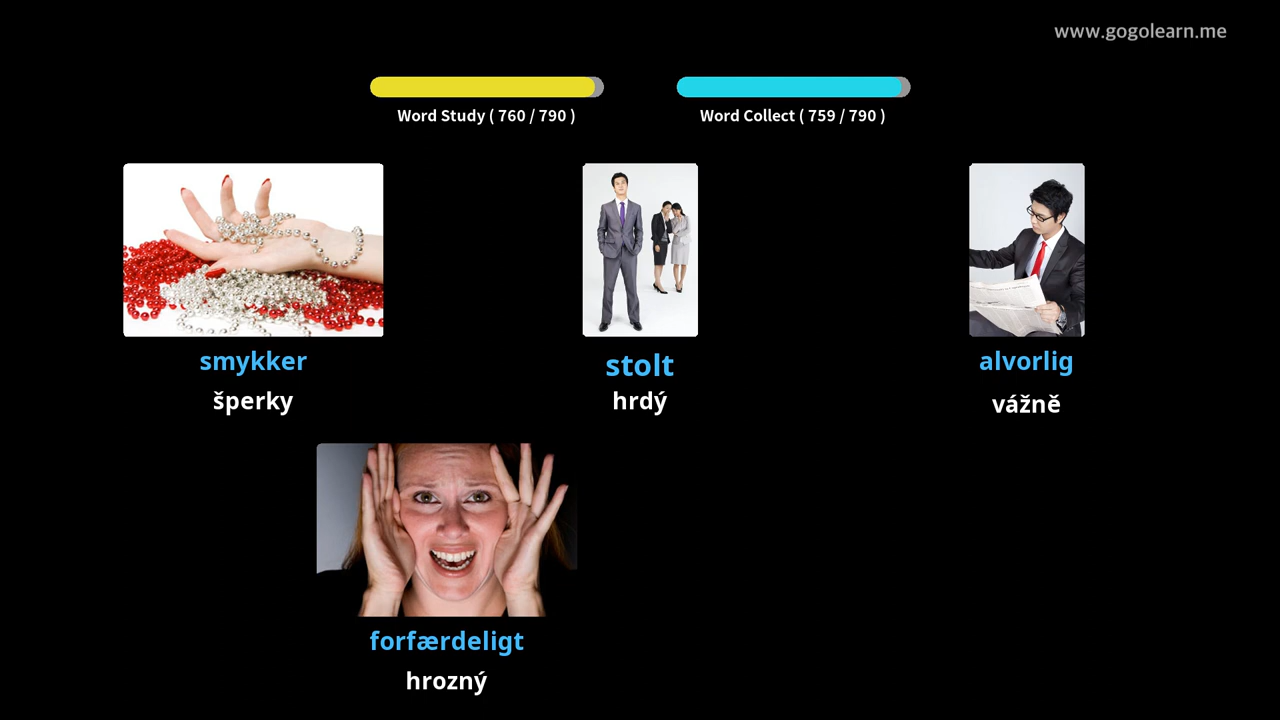 www.gogolearn.me
Word Study ( 760 / 790 )
Word Collect ( 759 / 790 )
smykker
šperky
stolt
hrdý
alvorlig
vážně
forfærdeligt
hrozný